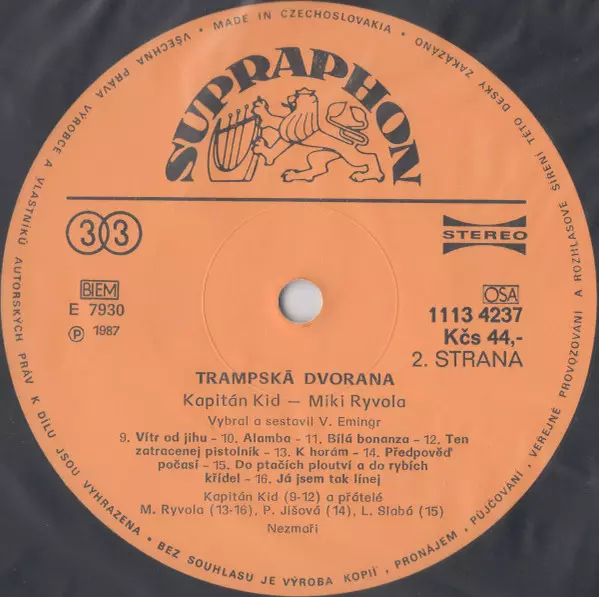 MADE IN CZECHOSLOVAKIA • VŠECHNA PRÁVA VÝROBCE A VLASTNÍKŮ AUTORSKÝCH PRÁV K DÍLU JSOU VYHRAZENA • BEZ SOUHLASU JE VÝROBA KOPIÍ, PRONÁJEM, PŮJČOVÁNÍ, VEŘEJNÉ PROVOZOVÁNÍ A ROZHLASOVÉ ŠÍŘENÍ TÉTO DESKY ZAKÁZÁNO •
SUPRAPHON
33
STEREO
BIEM
E 7930
Ⓟ 1987
OSA
1113 4237
Kčs 44,-
2. STRANA
TRAMPSKÁ DVORANA
Kapitán Kid — Miki Ryvola
Vybral a sestavil V. Emingr
9. Vítr od jihu - 10. Alamba - 11. Bílá bonanza - 12. Ten
zatracenej pistolník - 13. K horám - 14. Předpověď
počasí - 15. Do ptačích ploutví a do rybích
křídel - 16. Já jsem tak línej
Kapitán Kid (9-12) a přátelé
M. Ryvola (13-16), P. Jíšová (14), L. Slabá (15)
Nezmaři